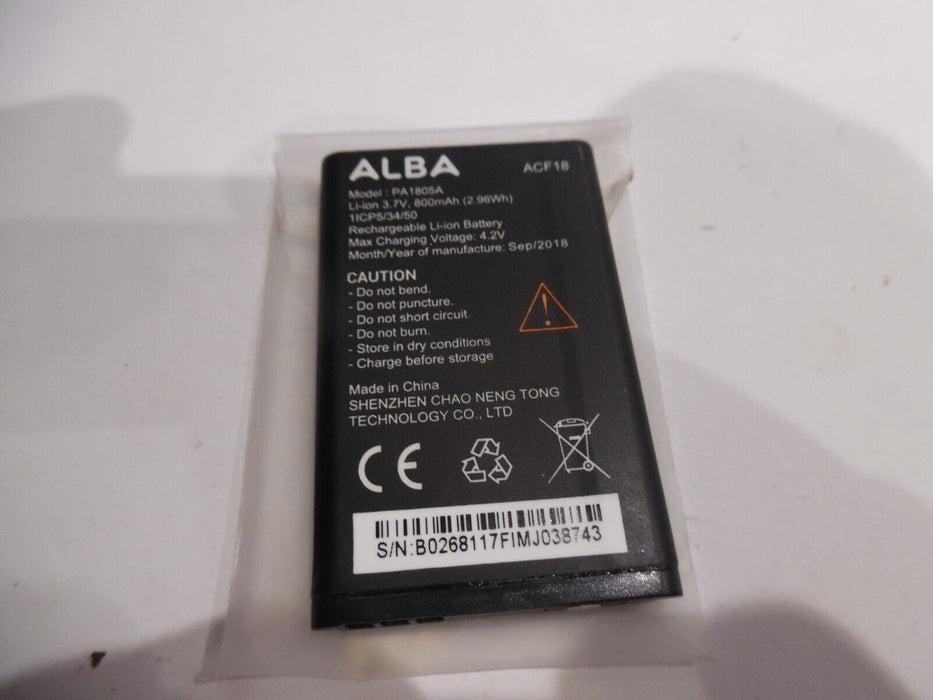 ALBA
ACF18
Model : PA1805A
Li-ion 3.7V, 800mAh (2.96Wh)
1ICP5/34/50
Rechargeable Li-ion Battery
Max Charging Voltage: 4.2V
Month/Year of manufacture: Sep/2018
CAUTION
- Do not bend.
- Do not puncture.
- Do not short circuit.
- Do not burn.
- Store in dry conditions
- Charge before storage
Made in China
SHENZHEN CHAO NENG TONG
TECHNOLOGY CO., LTD
CE
S/N:B0268117FIMJ038743